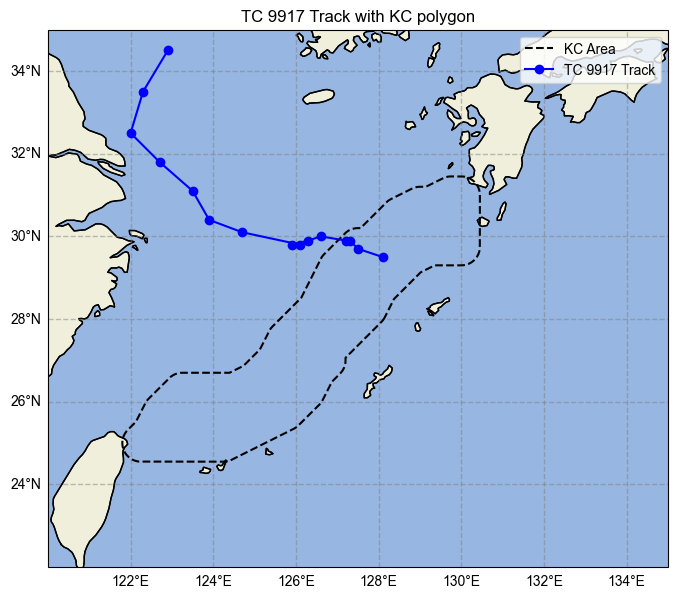 TC 9917 Track with KC polygon
KC Area
TC 9917 Track
34°N
32°N
30°N
28°N
26°N
24°N
122°E 124°E 126°E 128°E 130°E 132°E 134°E